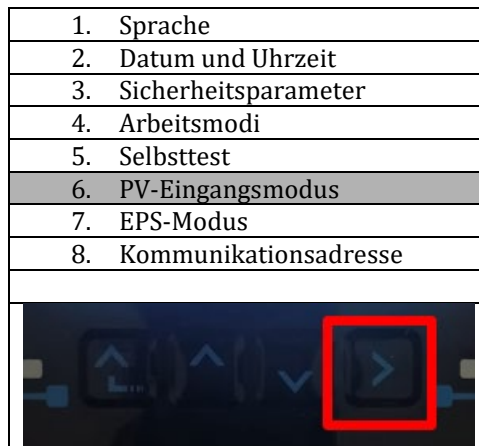 1. Sprache
2. Datum und Uhrzeit
3. Sicherheitsparameter
4. Arbeitsmodi
5. Selbsttest
6. PV-Eingangsmodus
7. EPS-Modus
8. Kommunikationsadresse